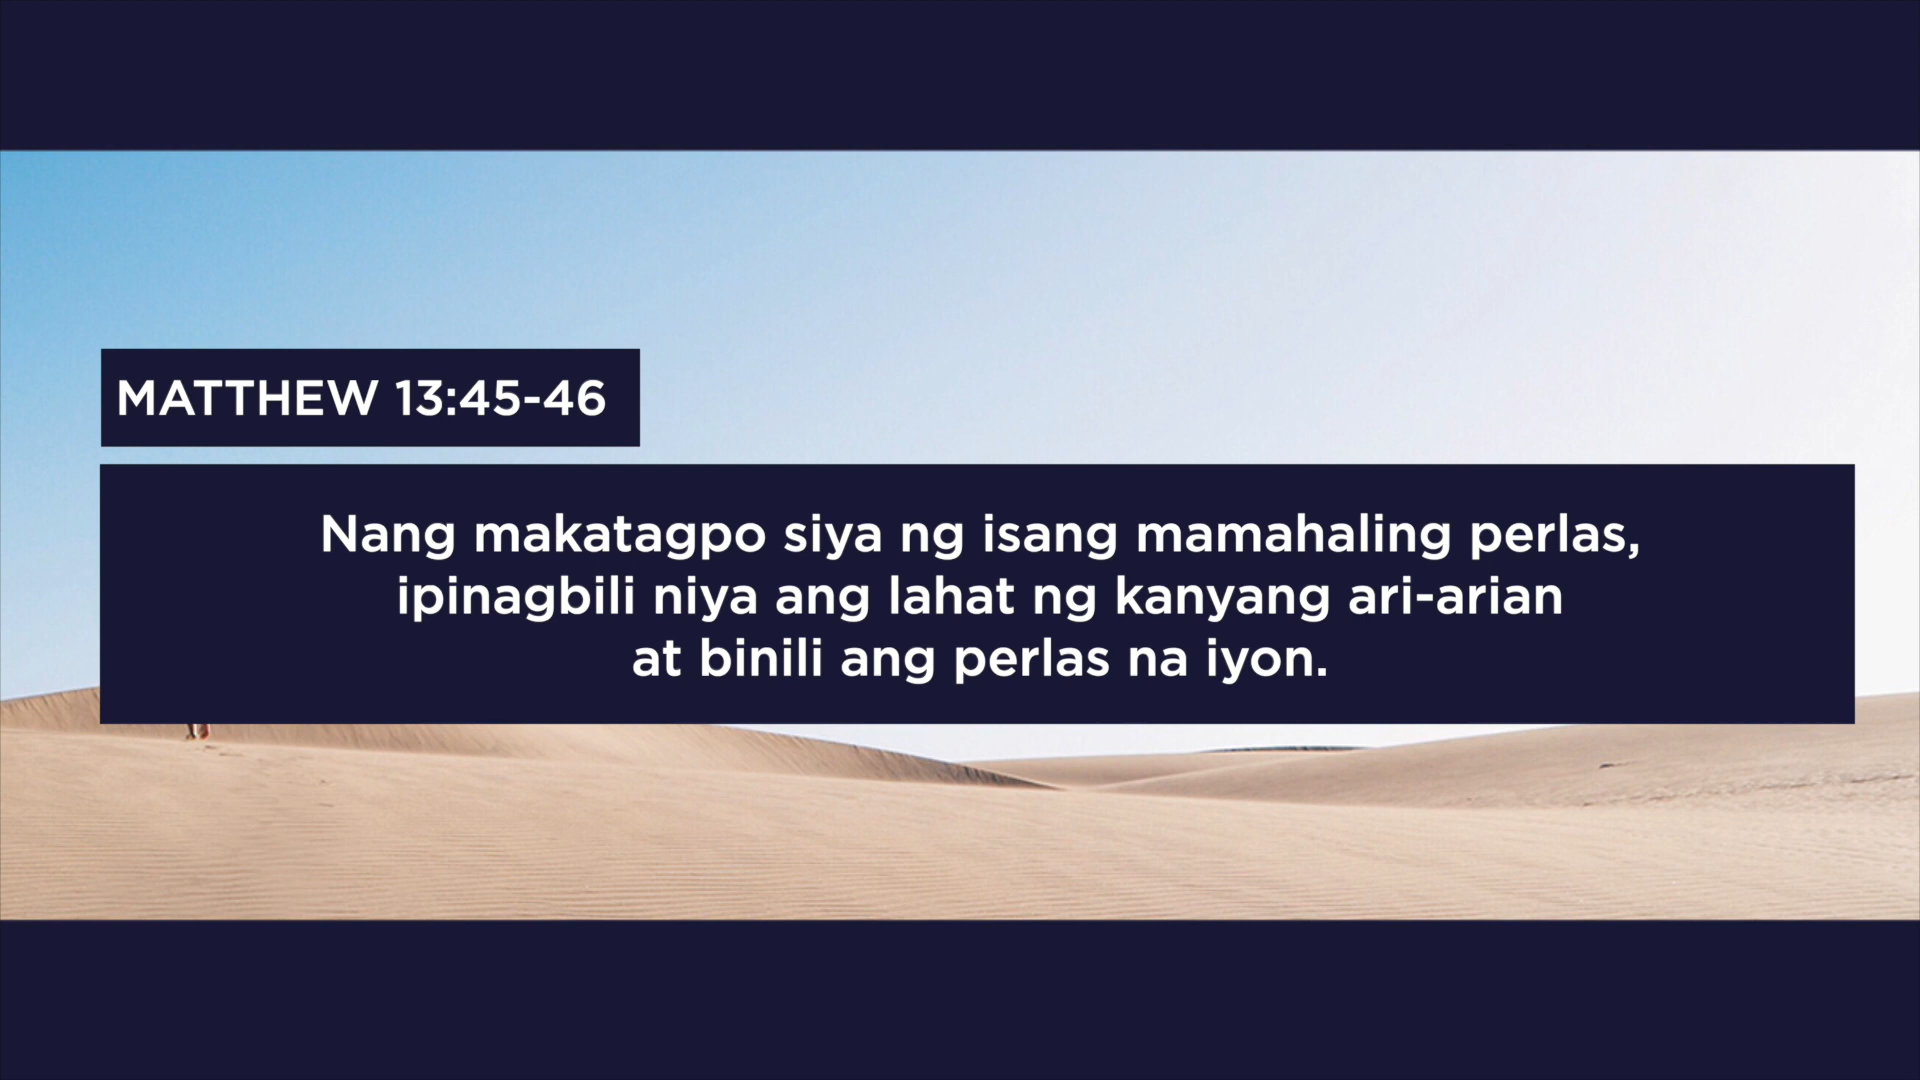 MATTHEW 13:45-46
Nang makatagpo siya ng isang mamahaling perlas,
ipinagbili niya ang lahat ng kanyang ari-arian
at binili ang perlas na iyon.